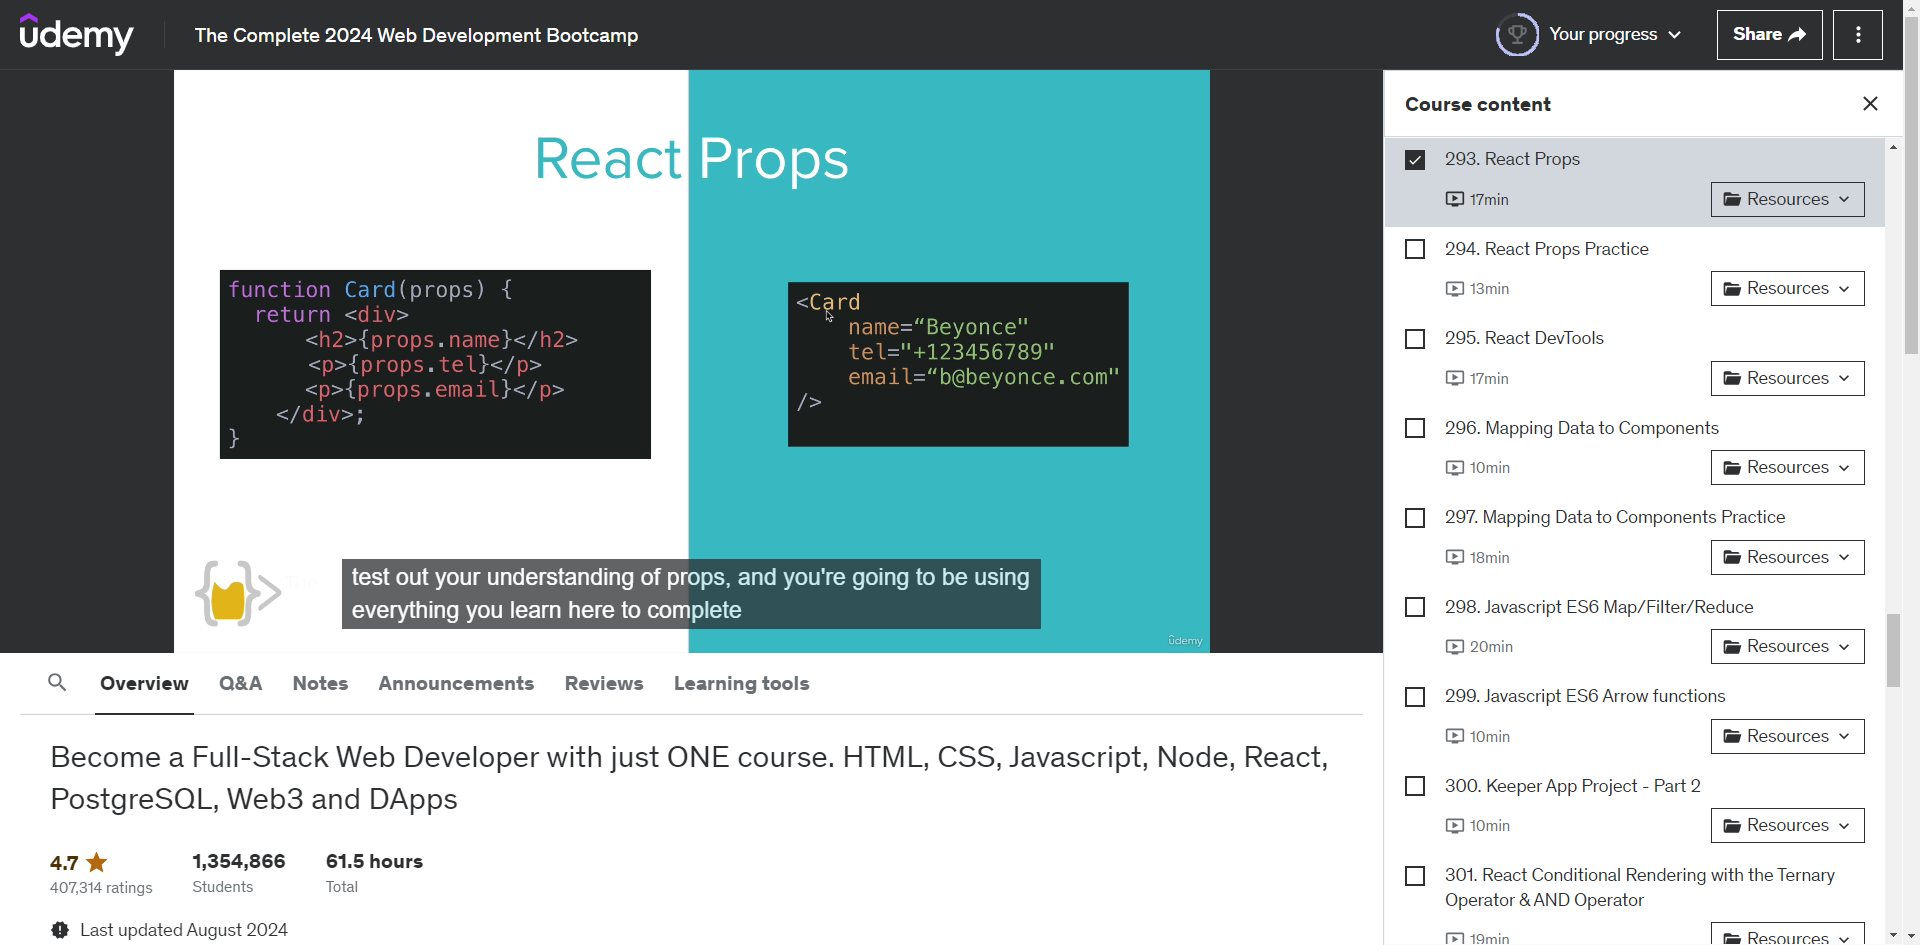 udemy
The Complete 2024 Web Development Bootcamp
Your progress
Share
React Props
function Card(props) {
return <div>
<h2>{props.name}</h2>
<p>{props.tel}</p>
<p>{props.email}</p>
</div>;
}
<Card
name=“Beyonce"
tel="+123456789"
email=“b@beyonce.com"
/>
test out your understanding of props, and you're going to be using
everything you learn here to complete
udemy
Course content
293. React Props
17min
Resources
294. React Props Practice
13min
Resources
295. React DevTools
17min
Resources
296. Mapping Data to Components
10min
Resources
297. Mapping Data to Components Practice
18min
Resources
298. Javascript ES6 Map/Filter/Reduce
20min
Resources
299. Javascript ES6 Arrow functions
10min
Resources
300. Keeper App Project - Part 2
10min
Resources
301. React Conditional Rendering with the Ternary
Operator & AND Operator
19min
Resources
Overview
Q&A
Notes
Announcements
Reviews
Learning tools
Become a Full-Stack Web Developer with just ONE course. HTML, CSS, Javascript, Node, React,
PostgreSQL, Web3 and DApps
4.7
407,314 ratings
1,354,866
Students
61.5 hours
Total
Last updated August 2024